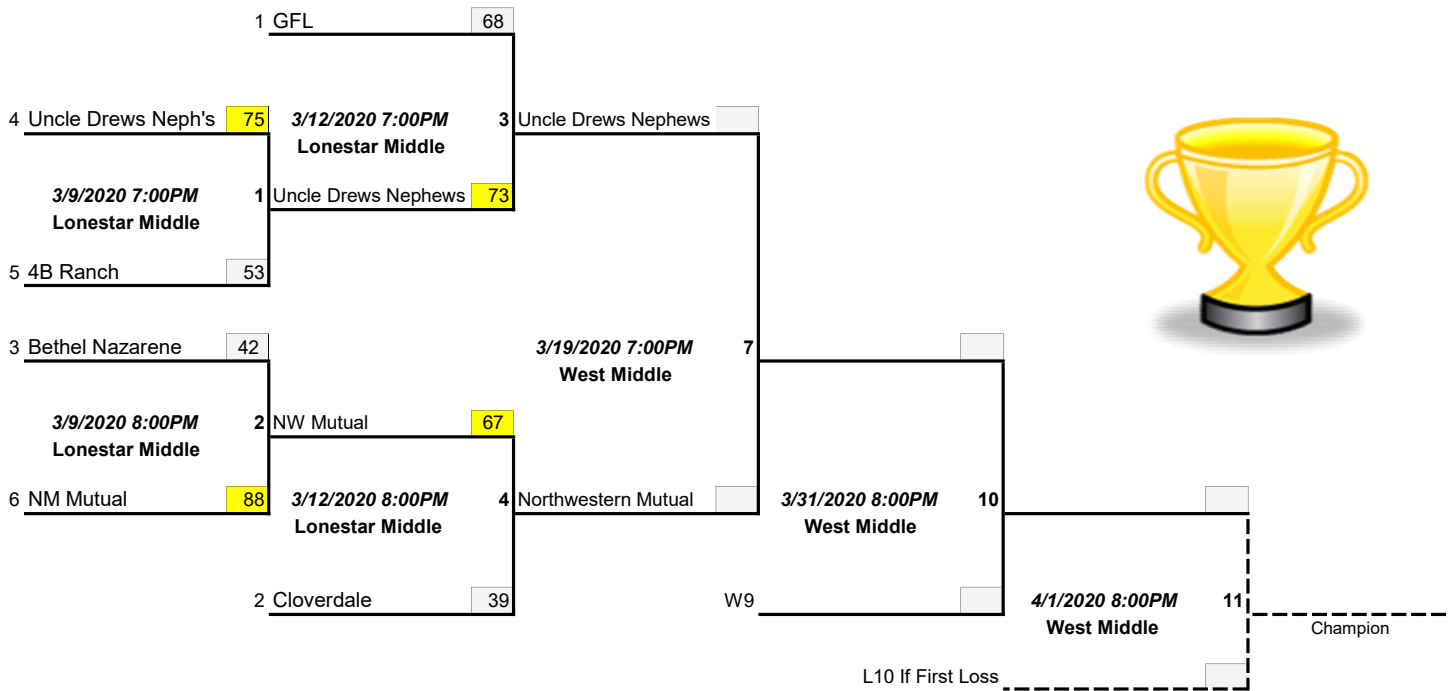 1 GFL 68
4 Uncle Drews Neph's 75 3/12/2020 7:00PM 3 Uncle Drews Nephews
Lonestar Middle
3/9/2020 7:00PM 1 Uncle Drews Nephews 73
Lonestar Middle
5 4B Ranch 53
3 Bethel Nazarene 42 3/19/2020 7:00PM 7
West Middle
3/9/2020 8:00PM 2 NW Mutual 67
Lonestar Middle
6 NM Mutual 88 3/12/2020 8:00PM 4 Northwestern Mutual 3/31/2020 8:00PM 10
Lonestar Middle West Middle
2 Cloverdale 39 W9 4/1/2020 8:00PM 11
West Middle Champion
L10 If First Loss